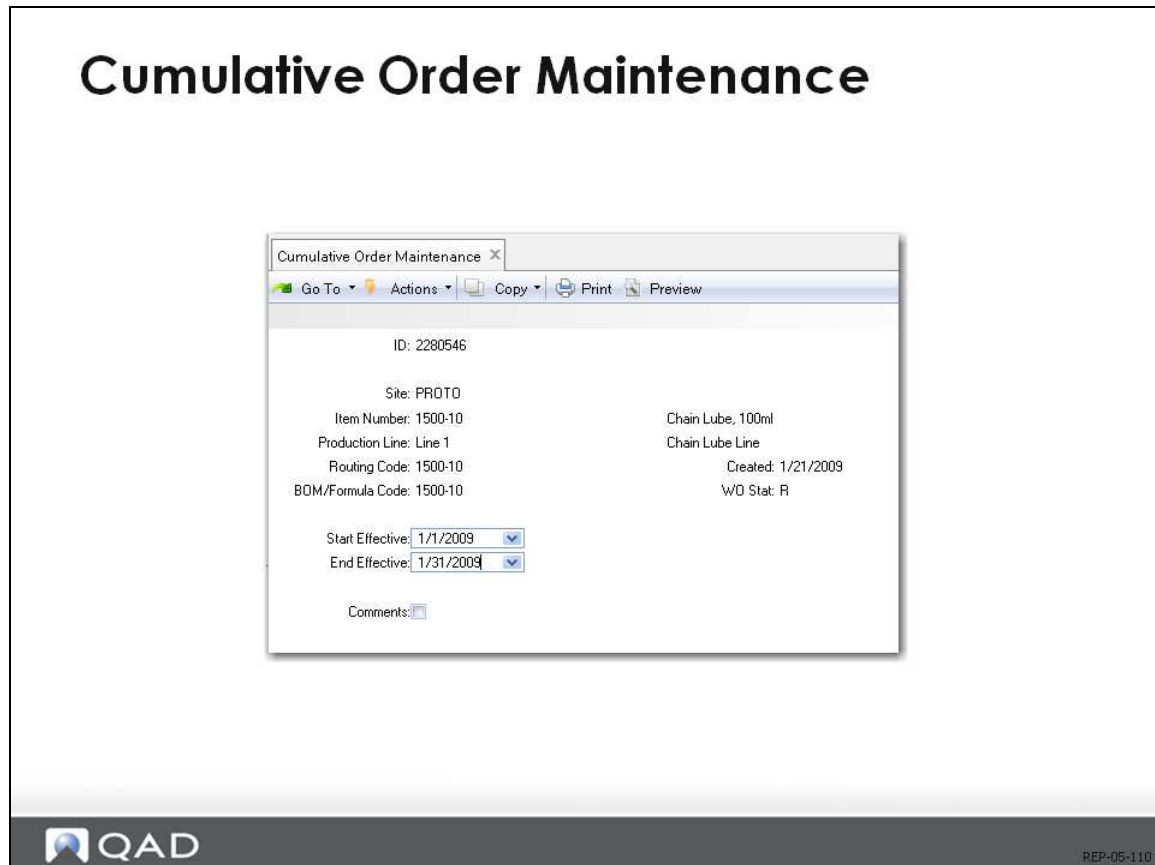 Cumulative Order Maintenance
Cumulative Order Maintenance
Go To Actions Copy Print Preview
ID: 2280546
Site: PROTO
Item Number: 1500-10 Chain Lube, 100ml
Production Line: Line 1 Chain Lube Line
Routing Code: 1500-10 Created: 1/21/2009
BOM/Formula Code: 1500-10 WO Stat: R
Start Effective: 1/1/2009
End Effective: 1/31/2009
Comments:
QAD
REP-05-110